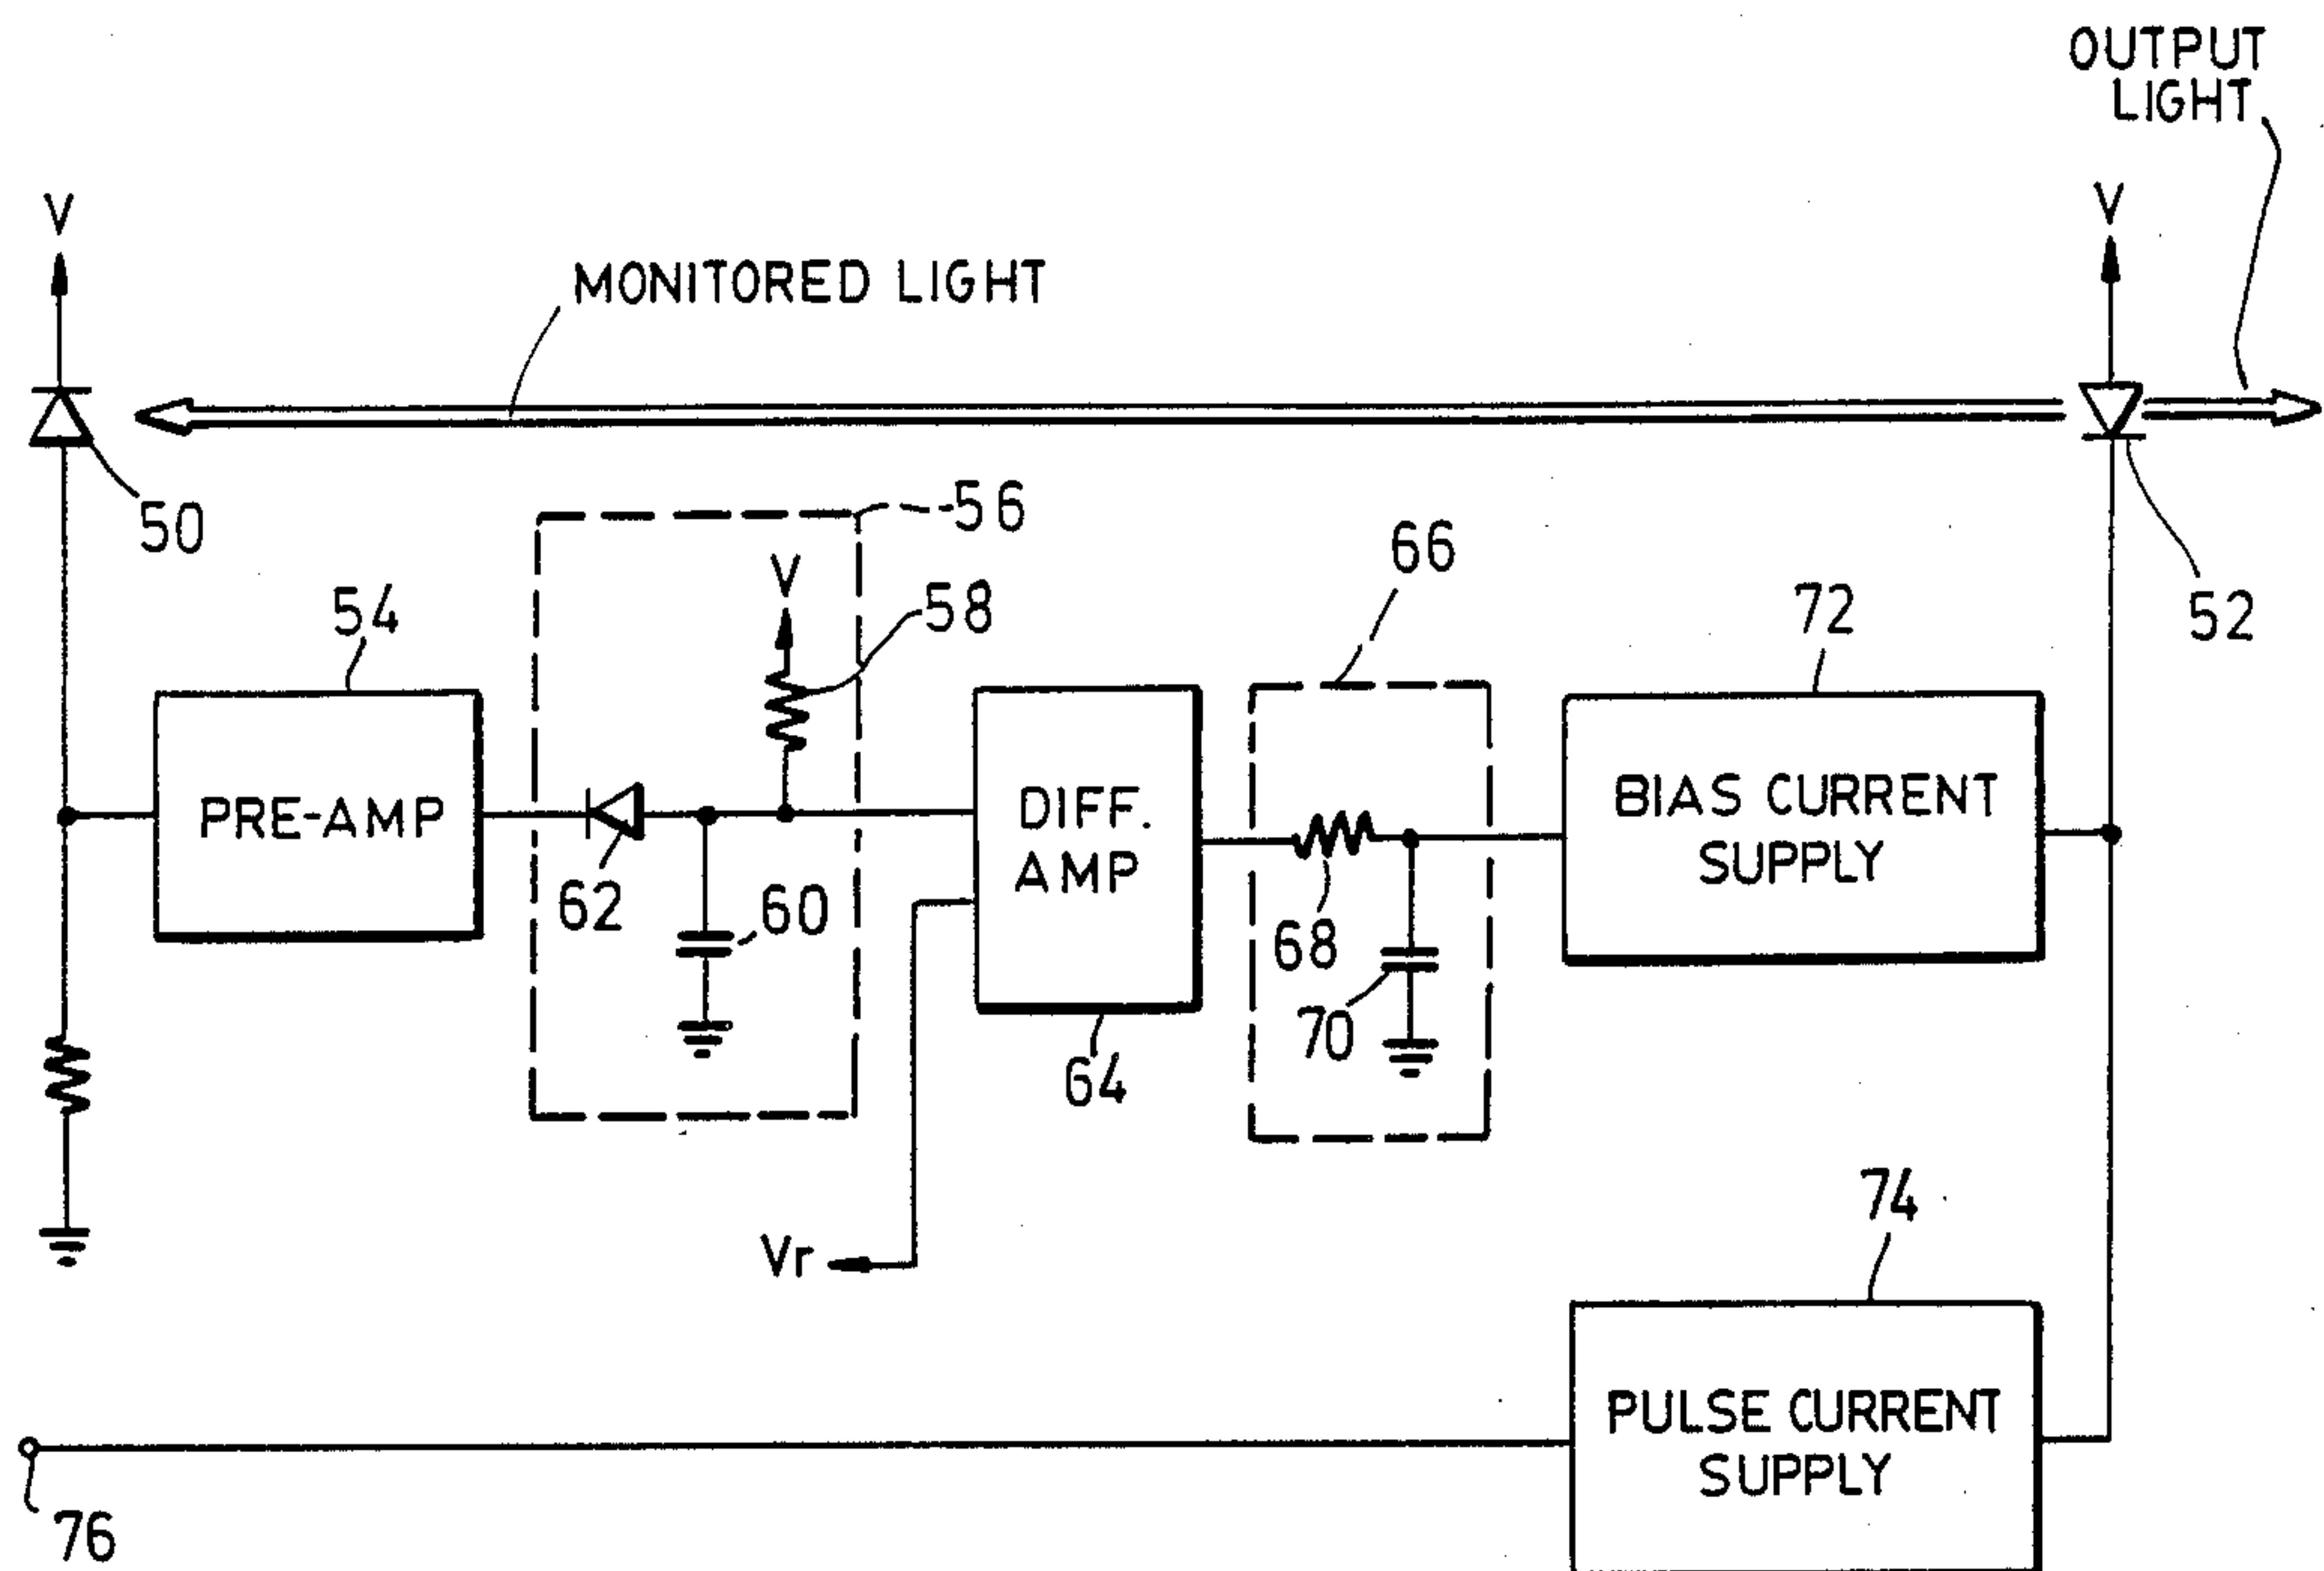 OUTPUT
LIGHT
V
V
MONITORED LIGHT
50
56
66
V
58
54
72
52
PRE-AMP
DIFF.
AMP
BIAS CURRENT
SUPPLY
62
60
68
70
64
74
Vr
PULSE CURRENT
SUPPLY
76